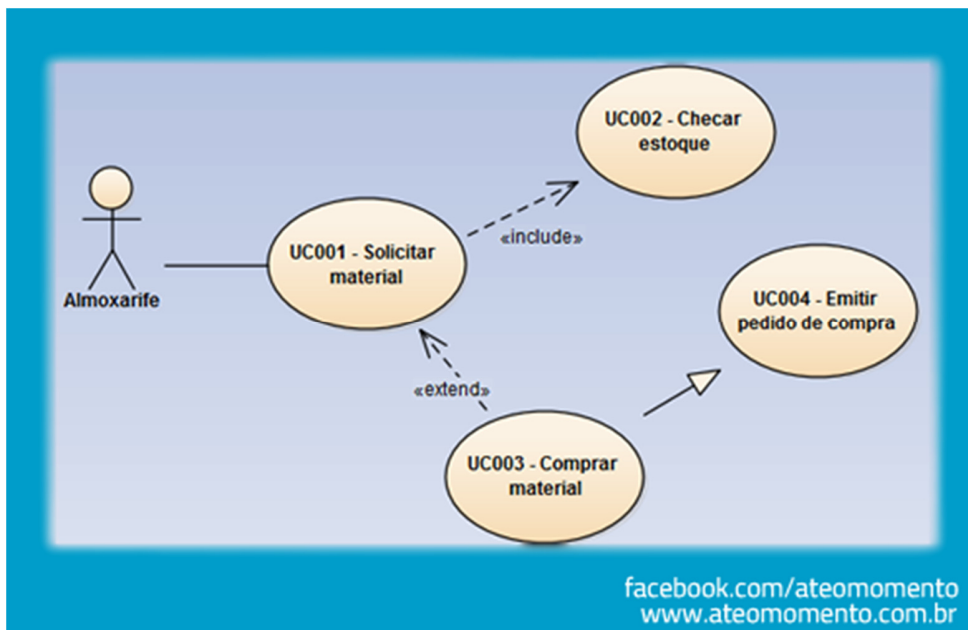 UC002 - Checar
estoque
«include»
UC001 - Solicitar
material
Almoxarife
UC004 - Emitir
pedido de compra
«extend»
UC003 - Comprar
material
facebook.com/ateomomento
www.ateomomento.com.br